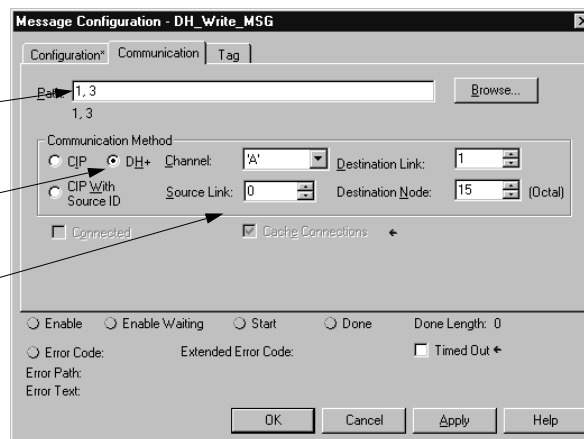 Message Configuration - DH_Write_MSG
Configuration* Communication Tag
Path: 1, 3 Browse...
1, 3
Communication Method
CIP DH+ Channel: 'A' Destination Link: 1
CIP With Source ID Source Link: 0 Destination Node: 15 (Octal)
Connected Cache Connections ←
Enable Enable Waiting Start Done Done Length: 0
Error Code: Extended Error Code: Timed Out ←
Error Path:
Error Text:
OK Cancel Apply Help